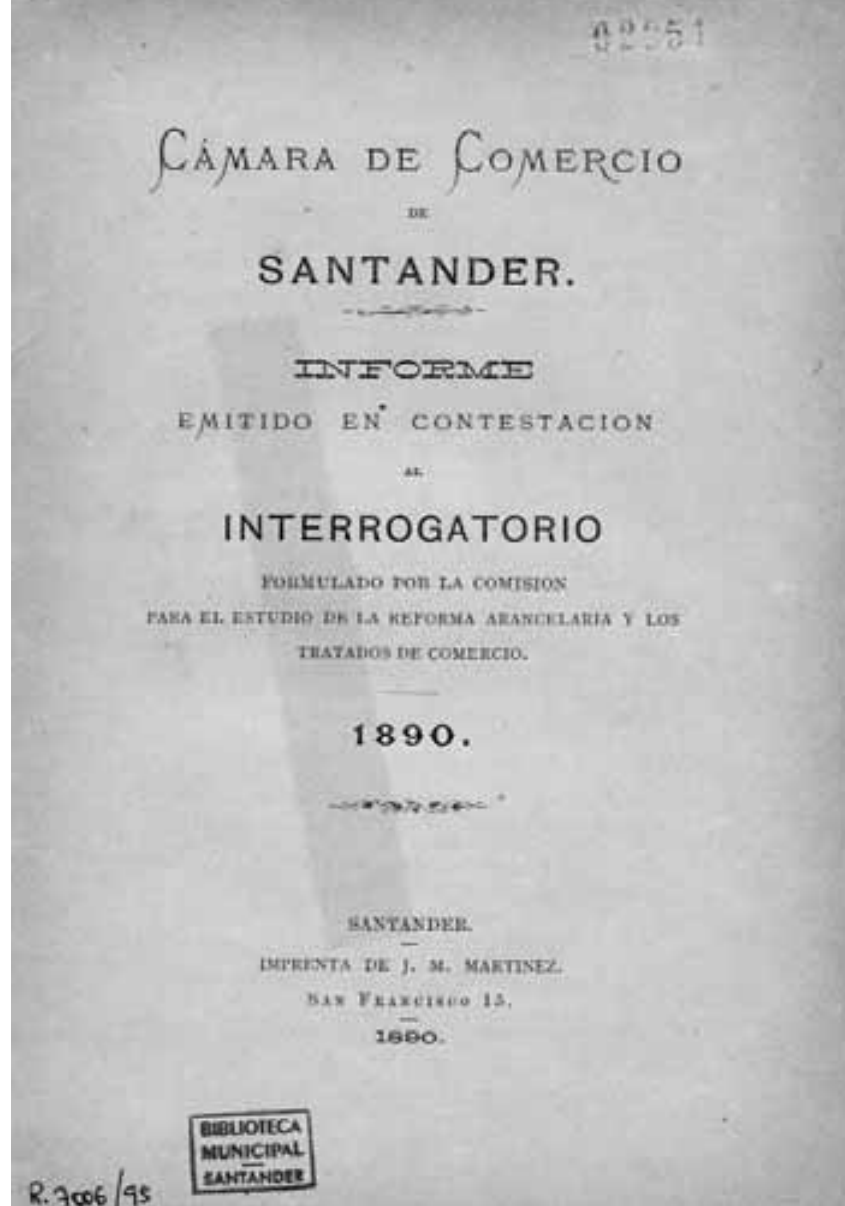 CÁMARA DE COMERCIO
DE
SANTANDER.
INFORME
EMITIDO EN CONTESTACION
AL
INTERROGATORIO
FORMULADO POR LA COMISION
PARA EL ESTUDIO DE LA REFORMA ARANCELARIA Y LOS
TRATADOS DE COMERCIO.
1890.
SANTANDER.
IMPRENTA DE J. M. MARTINEZ.
SAN FRANCISCO 15.
1890.
BIBLIOTECA
MUNICIPAL
SANTANDER
R. 7006/95